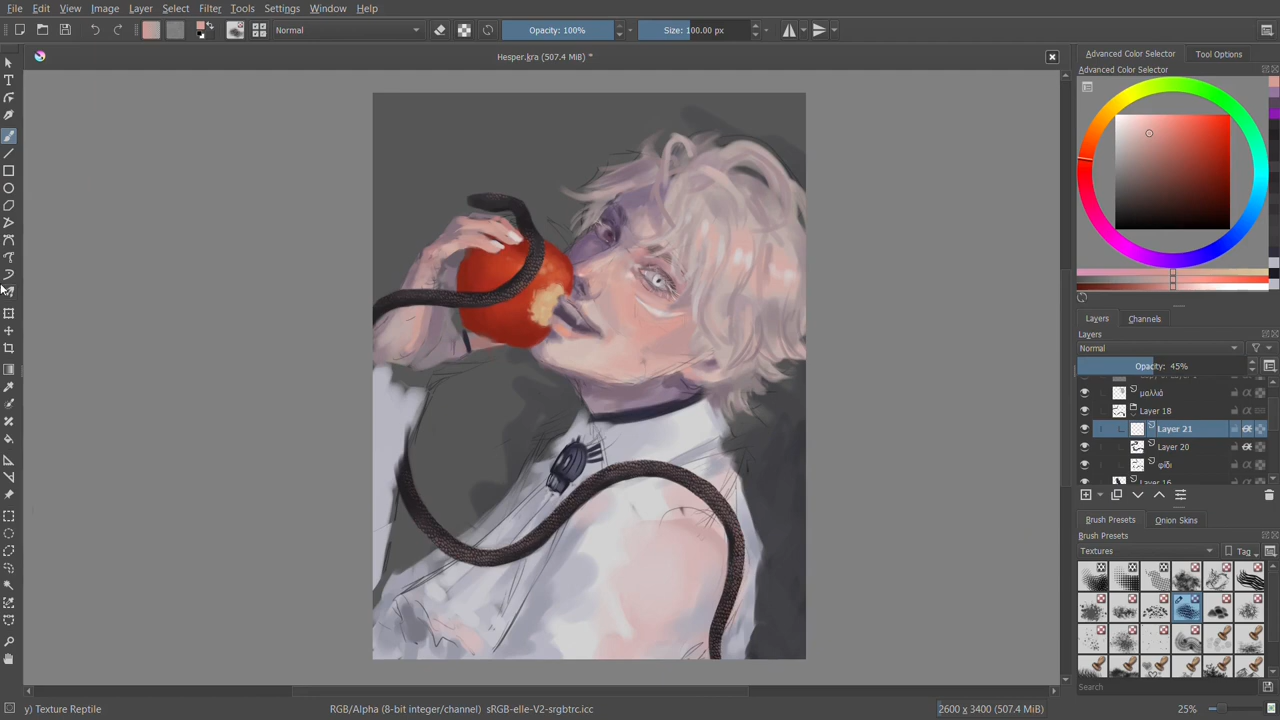 File Edit View Image Layer Select Filter Tools Settings Window Help
Normal
Opacity: 100%
Size: 100.00 px
Hesper.kra (507.4 MiB) *
Advanced Color Selector
Tool Options
Advanced Color Selector
Layers
Channels
Layers
Normal
Opacity: 45%
μαλλιά
Layer 18
Layer 21
Layer 20
φίδι
Layer 16
Brush Presets
Onion Skins
Brush Presets
Textures
Tag
Search
y) Texture Reptile
RGB/Alpha (8-bit integer/channel) sRGB-elle-V2-srgbtrc.icc
2600 x 3400 (507.4 MiB)
25%